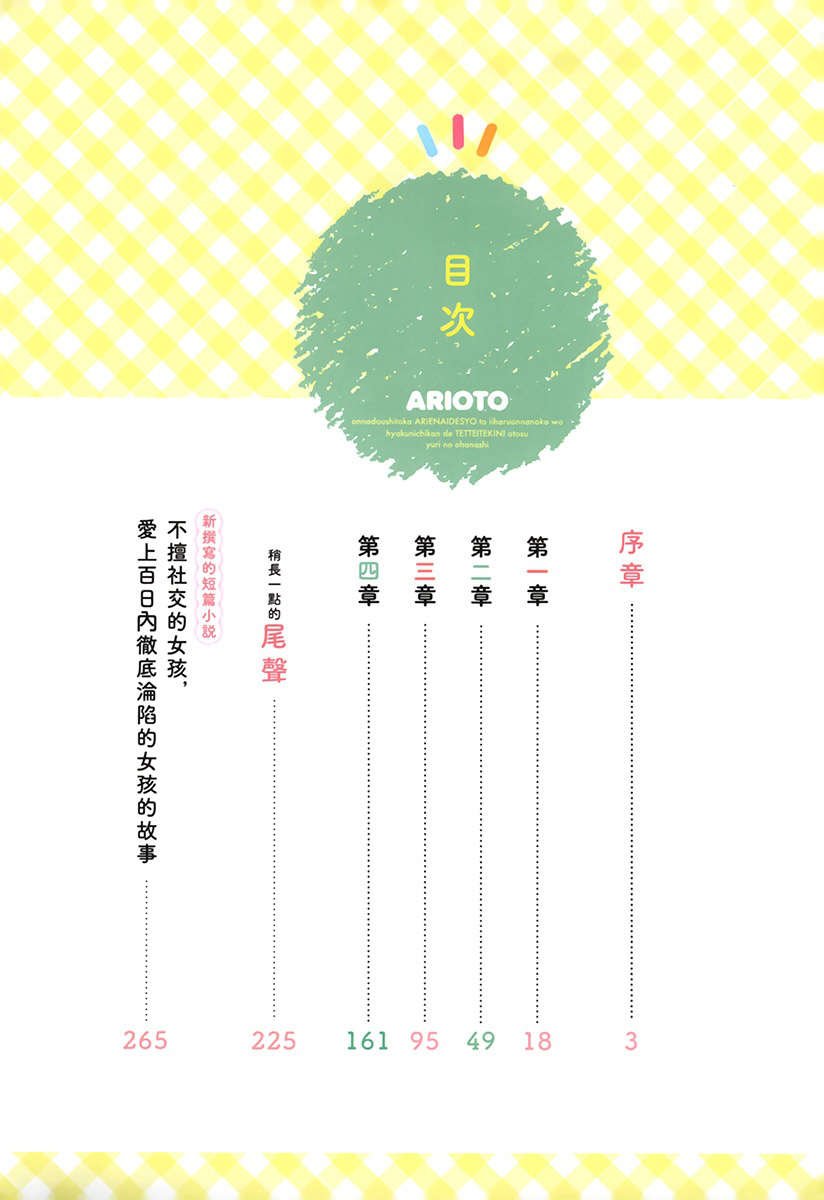 目次
ARIOTO
onnadoushitoka ARIENAIDESYO to iiharuonnanoko wo
hyakunichikan de TETTEITEKINI otosu
yuri no ohanashi
序章 3
第一章 18
第二章 49
第三章 95
第四章 161
稍長一點的尾聲 225
新撰寫的短篇小説
不擅社交的女孩，
愛上百日內徹底淪陷的女孩的故事 265